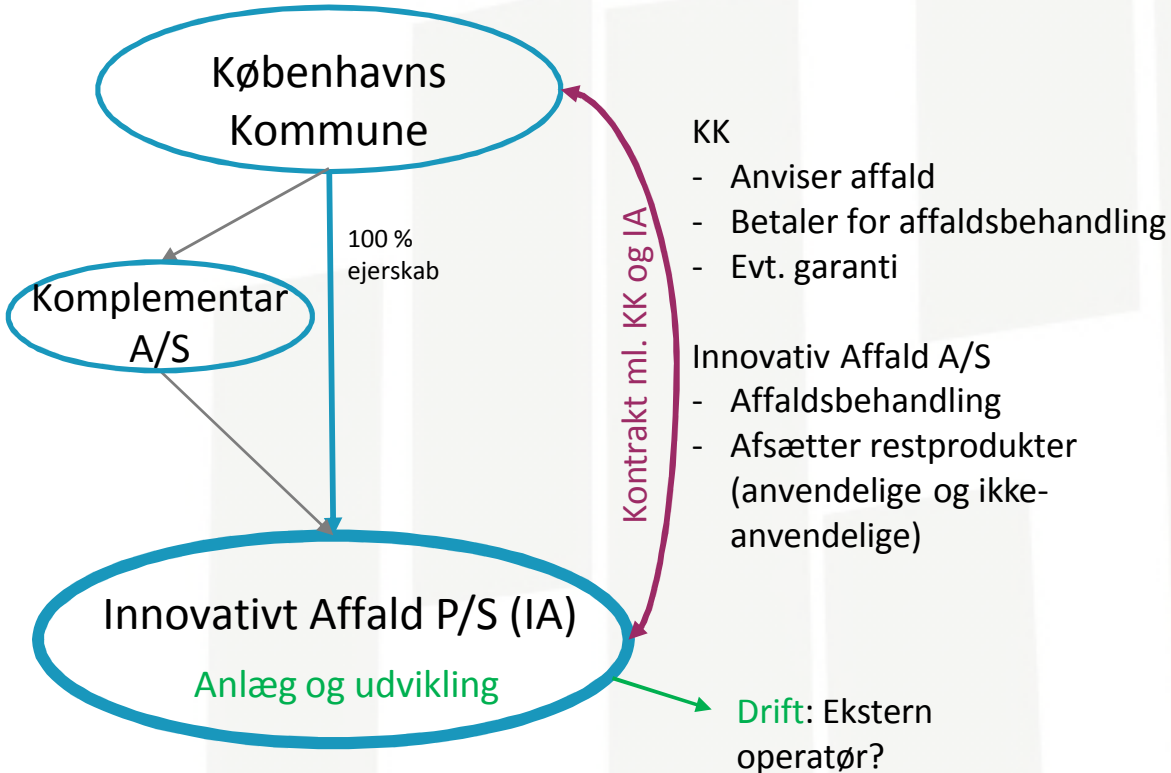 Københavns
Kommune
100 %
ejerskab
Komplementar
A/S
Kontrakt ml. KK og IA
KK
- Anviser affald
- Betaler for affaldsbehandling
- Evt. garanti
Innovativ Affald A/S
- Affaldsbehandling
- Afsætter restprodukter
(anvendelige og ikke-
anvendelige)
Innovativt Affald P/S (IA)
Anlæg og udvikling
Drift: Ekstern
operatør?